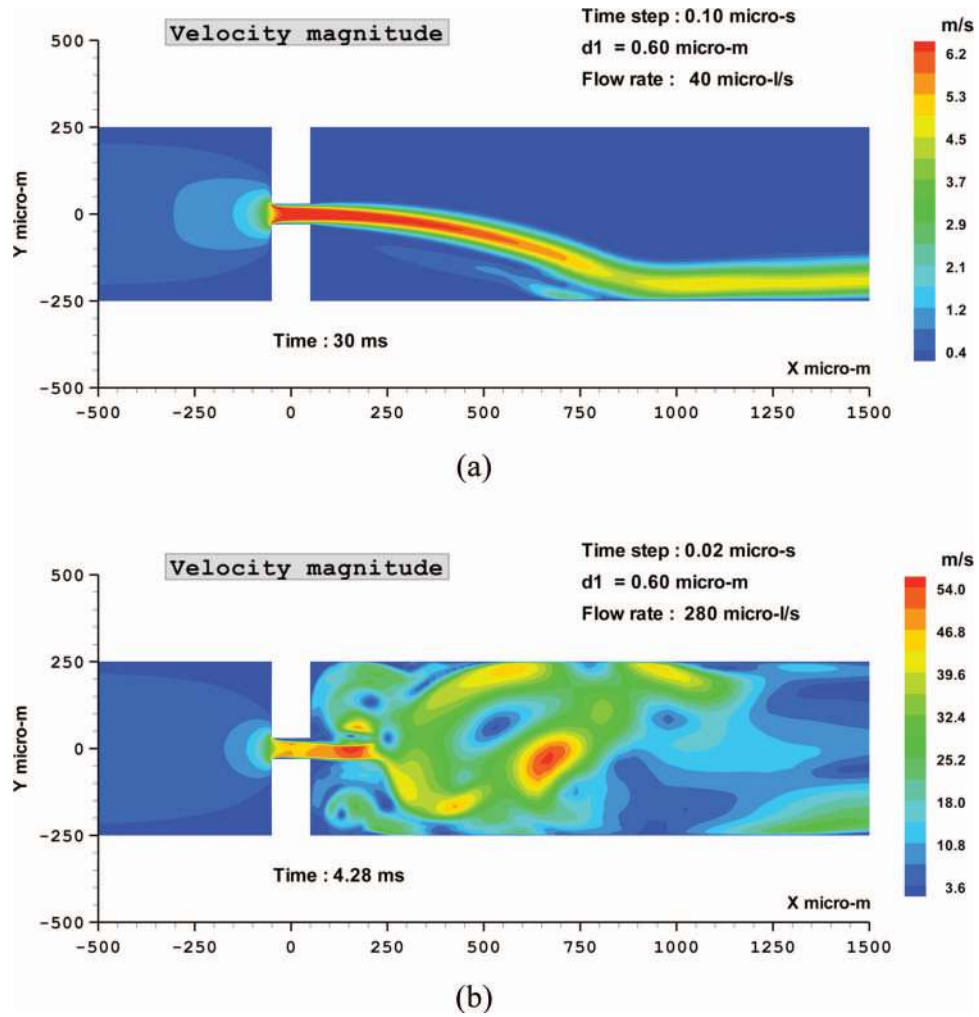 Velocity magnitude
Time step : 0.10 micro-s
d1 = 0.60 micro-m
Flow rate : 40 micro-l/s
m/s
6.2
5.3
4.5
3.7
2.9
2.1
1.2
0.4
500
250
0
-250
-500
Y micro-m
Time : 30 ms
X micro-m
-500
-250
0
250
500
750
1000
1250
1500
(a)
Velocity magnitude
Time step : 0.02 micro-s
d1 = 0.60 micro-m
Flow rate : 280 micro-l/s
m/s
54.0
46.8
39.6
32.4
25.2
18.0
10.8
3.6
500
250
0
-250
-500
Y micro-m
Time : 4.28 ms
X micro-m
-500
-250
0
250
500
750
1000
1250
1500
(b)